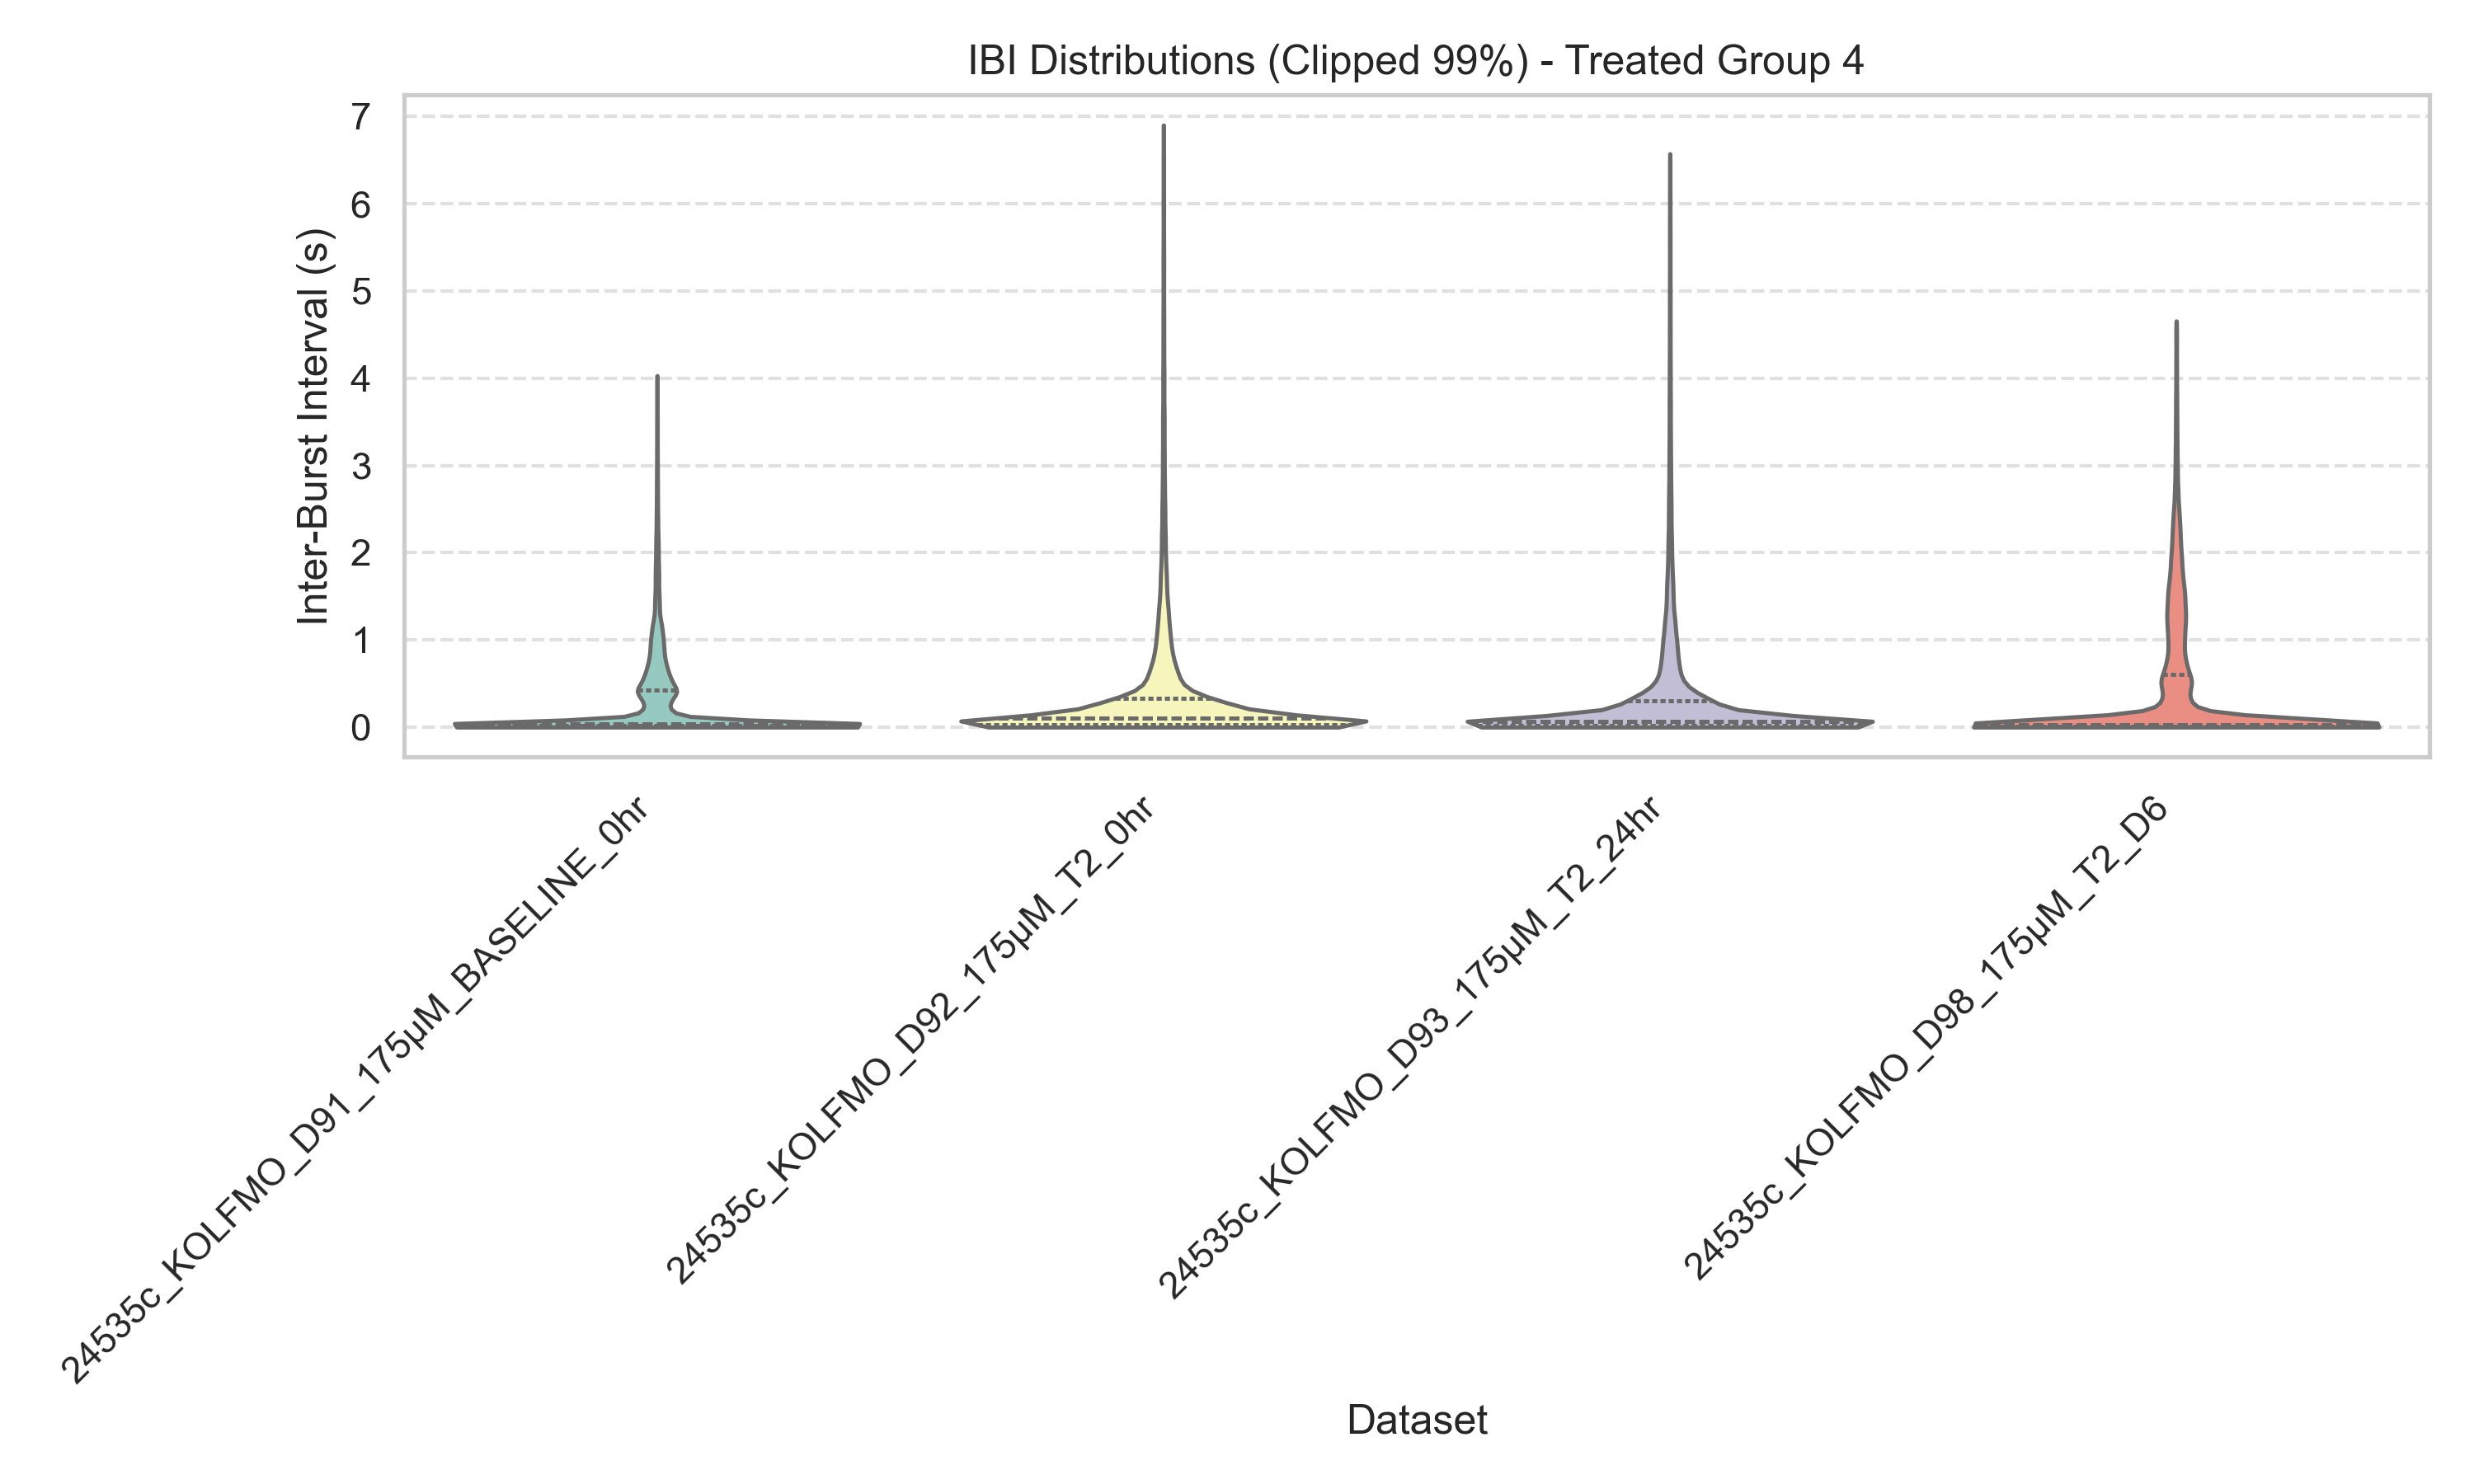 IBI Distributions (Clipped 99%) - Treated Group 4
Inter-Burst Interval (s)
7
6
5
4
3
2
1
0
24535c_KOLFMO_D91_175µM_BASELINE_0hr
24535c_KOLFMO_D92_175µM_T2_0hr
24535c_KOLFMO_D93_175µM_T2_24hr
24535c_KOLFMO_D98_175µM_T2_D6
Dataset